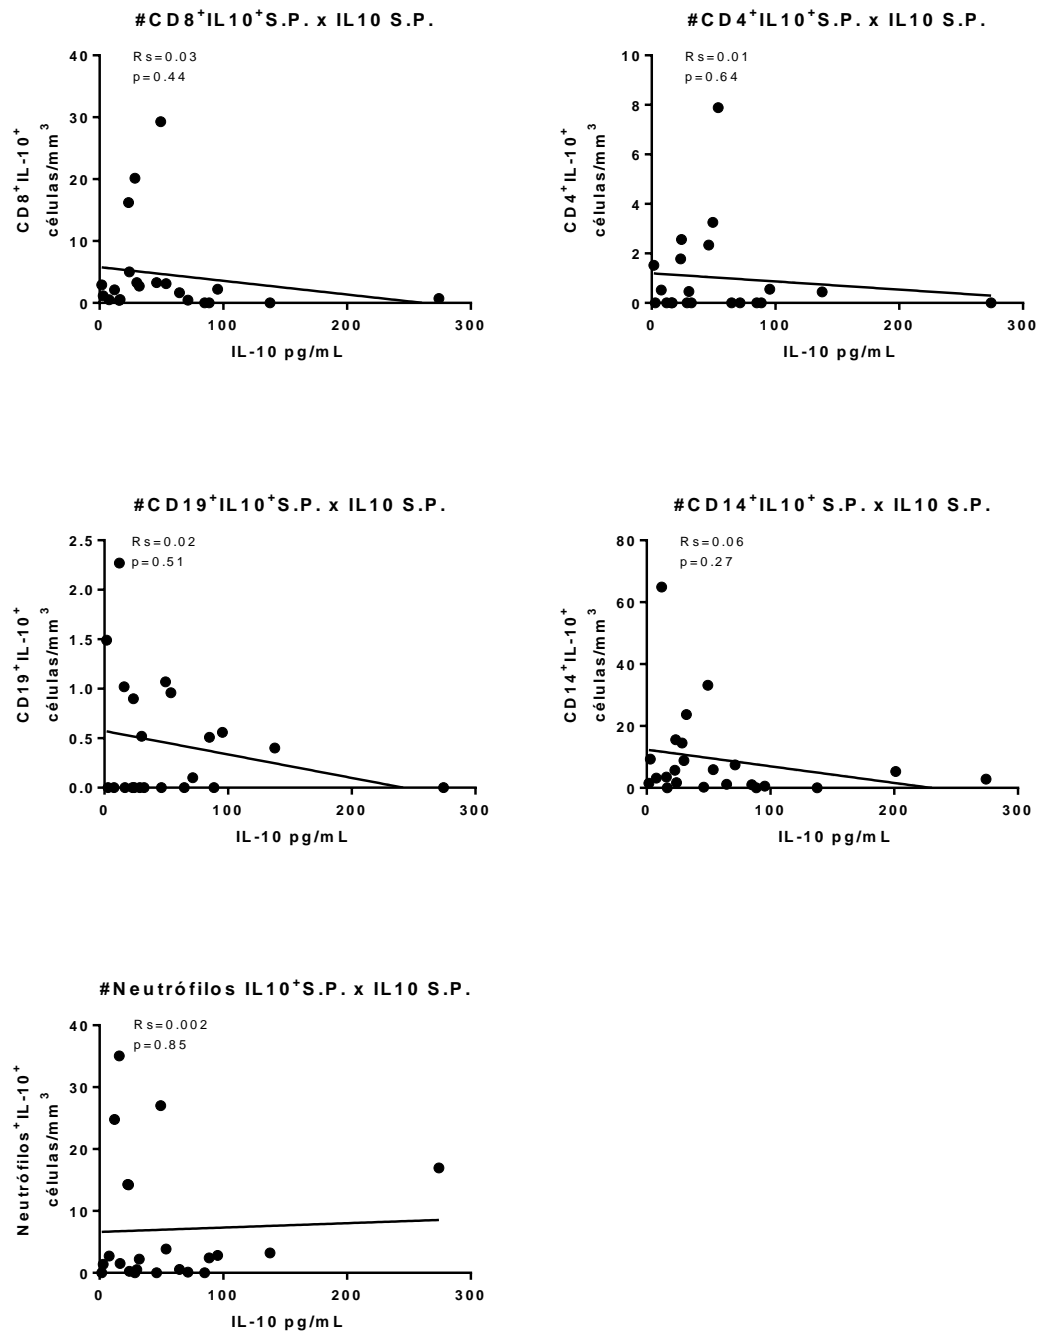 #CD8+IL10+S.P. x IL10 S.P.
Rs=0.03
p=0.44
40
30
20
10
0
CD8+IL-10+
células/mm3
0 100 200 300
IL-10 pg/mL
#CD4+IL10+S.P. x IL10 S.P.
Rs=0.01
p=0.64
10
8
6
4
2
0
CD4+IL-10+
células/mm3
0 100 200 300
IL-10 pg/mL
#CD19+IL10+S.P. x IL10 S.P.
Rs=0.02
p=0.51
2.5
2.0
1.5
1.0
0.5
0.0
CD19+IL-10+
células/mm3
0 100 200 300
IL-10 pg/mL
#CD14+IL10+ S.P. x IL10 S.P.
Rs=0.06
p=0.27
80
60
40
20
0
CD14+IL-10+
células/mm3
0 100 200 300
IL-10 pg/mL
#Neutrófilos IL10+S.P. x IL10 S.P.
Rs=0.002
p=0.85
40
30
20
10
0
Neutrófilos+IL-10+
células/mm3
0 100 200 300
IL-10 pg/mL